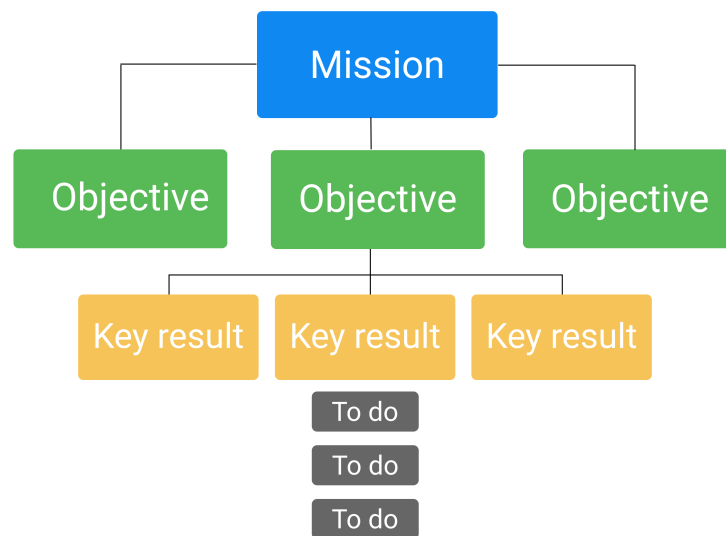 Mission
Objective
Objective
Objective
Key result
Key result
Key result
To do
To do
To do